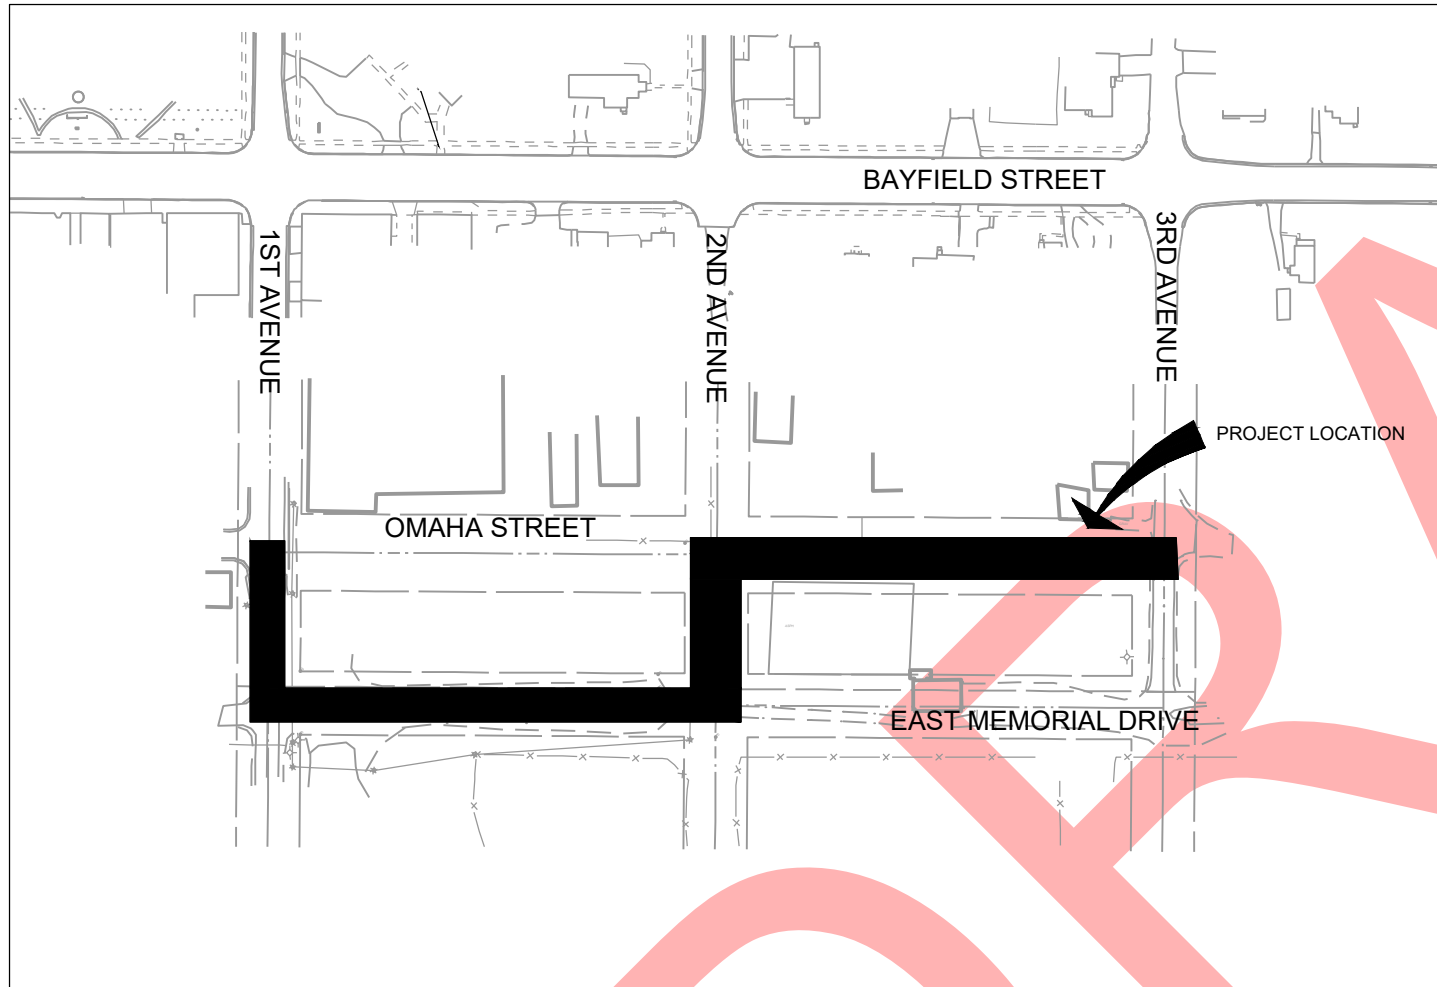 BAYFIELD STREET
1ST AVENUE
2ND AVENUE
3RD AVENUE
PROJECT LOCATION
OMAHA STREET
EAST MEMORIAL DRIVE